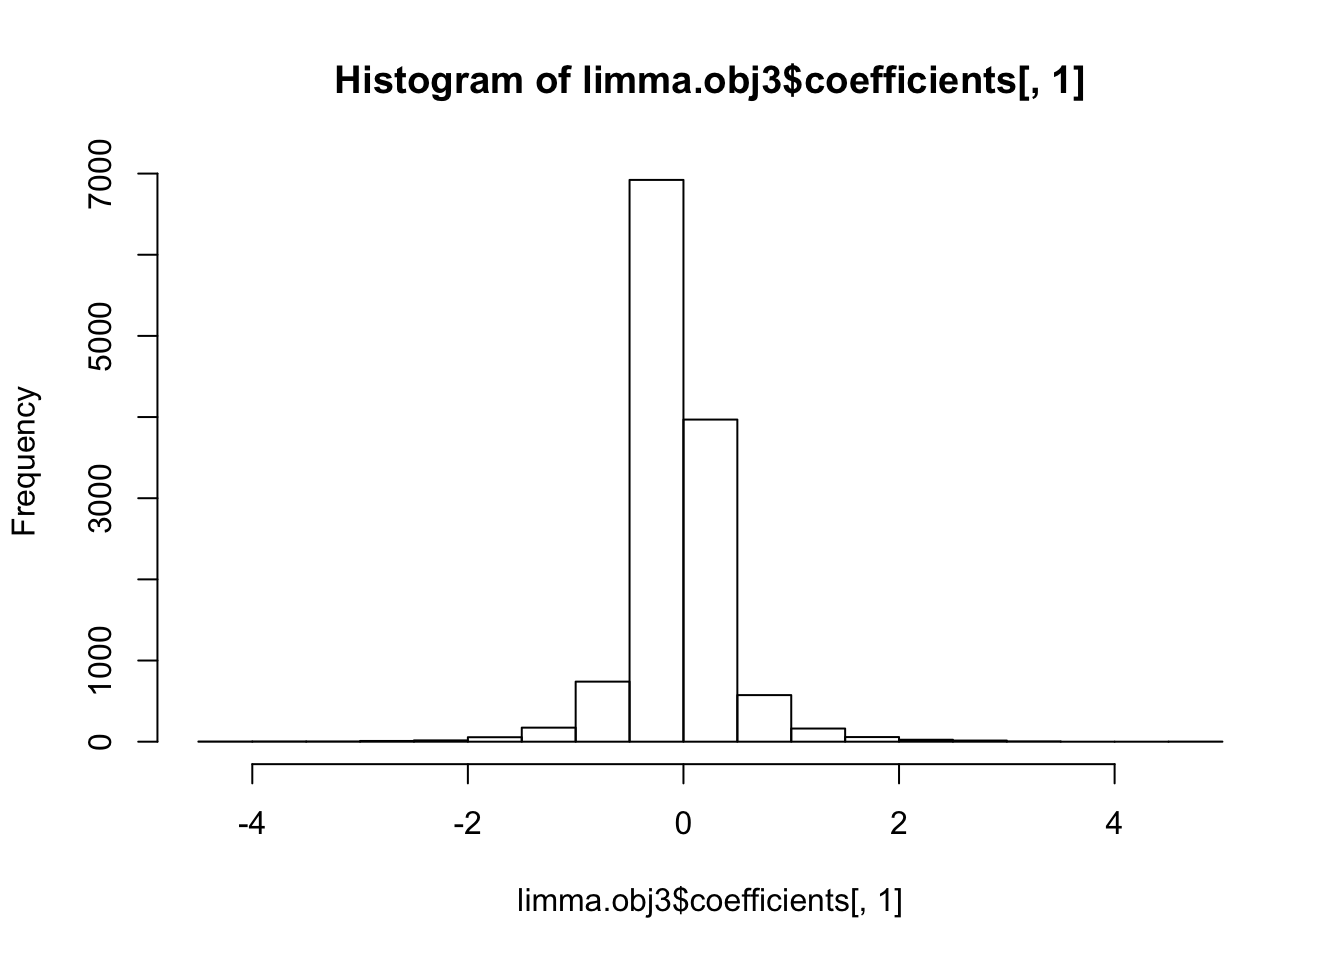 Histogram of limma.obj3$coefficients[, 1]
Frequency
7000
5000
3000
1000
0
-4 -2 0 2 4
limma.obj3$coefficients[, 1]